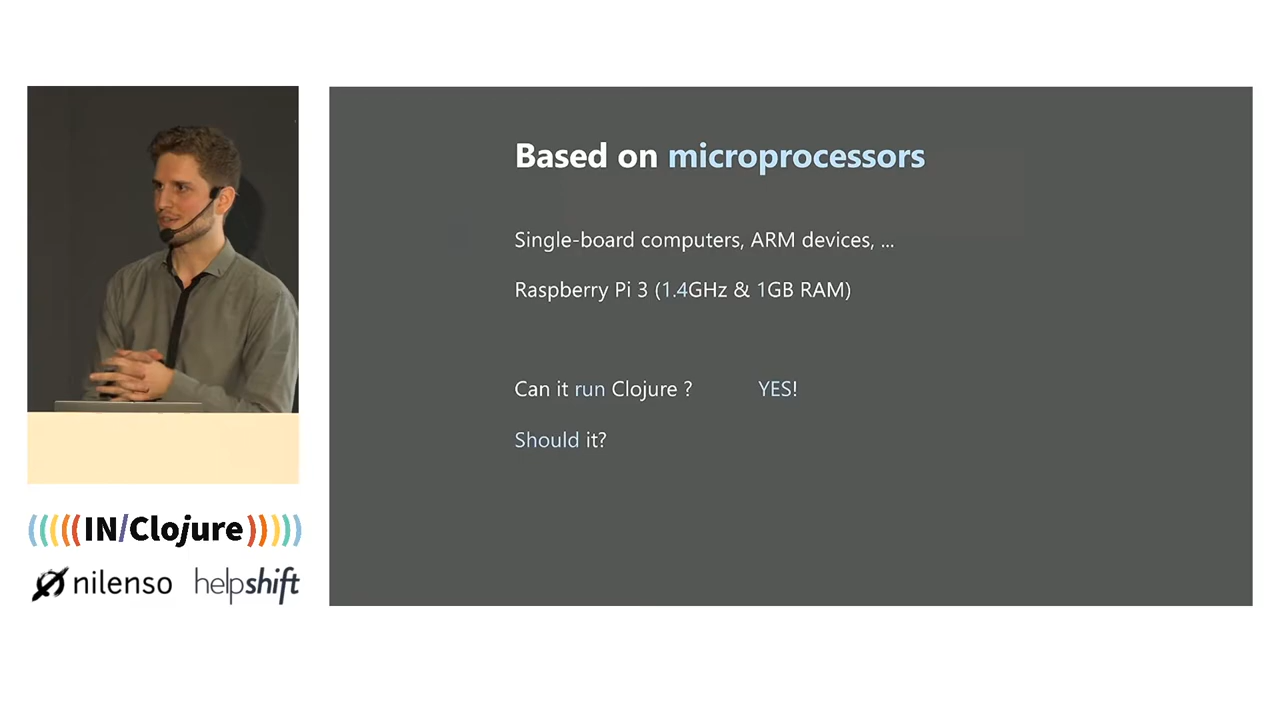 Based on microprocessors
Single-board computers, ARM devices, ...
Raspberry Pi 3 (1.4GHz & 1GB RAM)
Can it run Clojure ? YES!
Should it?
(((((IN/Clojure)))))
nilenso helpshift